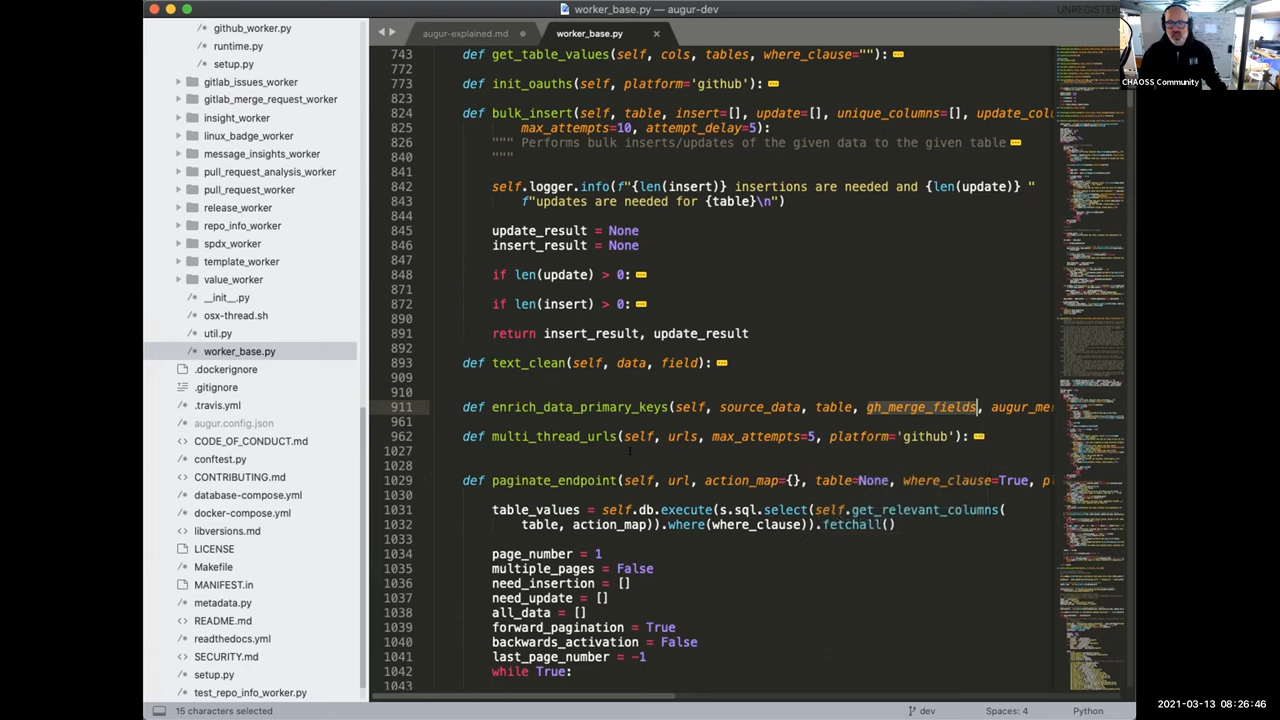 worker_base.py — augur-dev
UNREGISTERED
github_worker.py
runtime.py
setup.py
gitlab_issues_worker
gitlab_merge_request_worker
insight_worker
linux_badge_worker
message_insights_worker
pull_request_analysis_worker
pull_request_worker
release_worker
repo_info_worker
spdx_worker
template_worker
value_worker
__init__.py
osx-thread.sh
util.py
worker_base.py
.dockerignore
.gitignore
.travis.yml
augur.config.json
CODE_OF_CONDUCT.md
conftest.py
CONTRIBUTING.md
database-compose.yml
docker-compose.yml
libversions.md
LICENSE
Makefile
MANIFEST.in
metadata.py
README.md
readthedocs.yml
SECURITY.md
setup.py
test_repo_info_worker.py
augur-explained.md
worker_base.py
743 def get_table_values(self, cols, tables, where_clause=""):
772
773 def init_oauths(self, platform='github'):
823
824 def bulk_insert(self, table, insert=[], update=[], unique_columns=[], update_col
825 max_attempts=10, attempt_delay=5):
826 """ Performs bulk inserts/updates of the given data to the given table
840 """
841
842 self.logger.info(f"{len(insert)} insertions are needed and {len(update)} "
843 f"updates are needed for {table}\n")
844
845 update_result = None
846 insert_result = None
847
848 if len(update) > 0:
871
872 if len(insert) > 0:
890
891 return insert_result, update_result
892
893 def text_clean(self, data, field):
909
910
911 def enrich_data_primary_keys(self, source_data, table, gh_merge_fields, augur_me
961
962 def multi_thread_urls(self, urls, max_attempts=5, platform='github'):
1027
1028
1029 def paginate_endpoint(self, url, action_map={}, table=None, where_clause=True, pl
1030
1031 table_values = self.db.execute(s.sql.select(self.get_relevant_columns(
1032 table, action_map)).where(where_clause)).fetchall()
1033
1034 page_number = 1
1035 multiple_pages = False
1036 need_insertion = []
1037 need_update = []
1038 all_data = []
1039 forward_pagination = True
1040 backwards_activation = False
1041 last_page_number = -1
1042 while True:
1043
CHAOSS Community
15 characters selected
dev
Spaces: 4
Python
2021-03-13 08:26:46